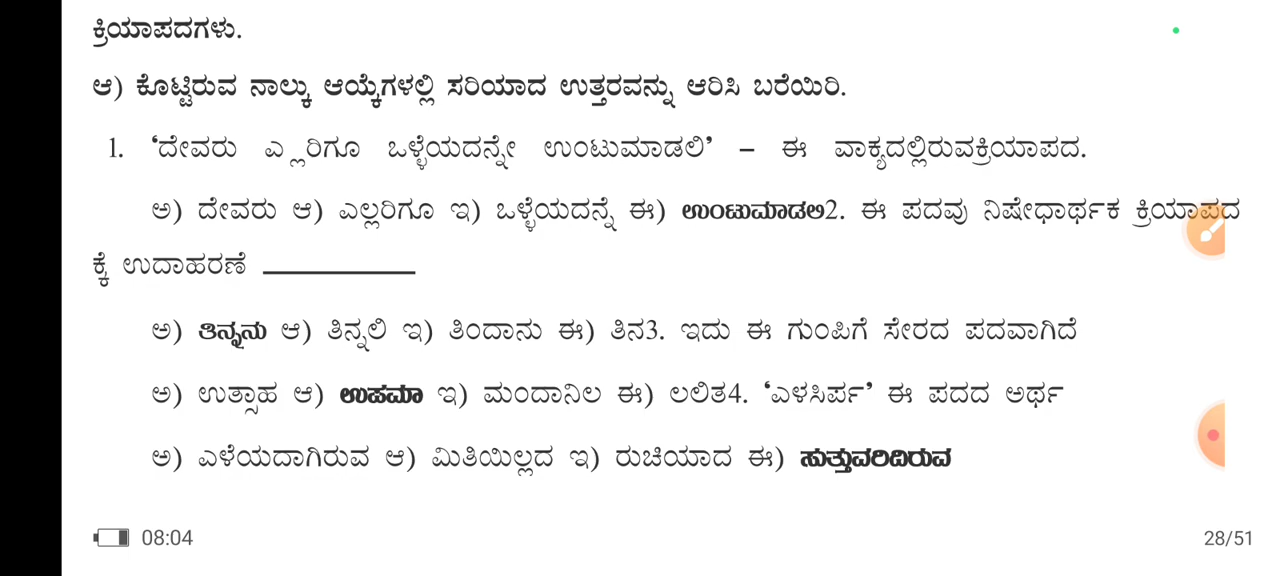 ಕ್ರಿಯಾಪದಗಳು.
ಆ) ಕೊಟ್ಟಿರುವ ನಾಲ್ಕು ಆಯ್ಕೆಗಳಲ್ಲಿ ಸರಿಯಾದ ಉತ್ತರವನ್ನು ಆರಿಸಿ ಬರೆಯಿರಿ.
1. ‘ದೇವರು ಎಲ್ಲರಿಗೂ ಒಳ್ಳೆಯದನ್ನೇ ಉಂಟುಮಾಡಲಿ’ – ಈ ವಾಕ್ಯದಲ್ಲಿರುವಕ್ರಿಯಾಪದ.
ಅ) ದೇವರು ಆ) ಎಲ್ಲರಿಗೂ ಇ) ಒಳ್ಳೆಯದನ್ನೆ ಈ) ಉಂಟುಮಾಡಲಿ2. ಈ ಪದವು ನಿಷೇಧಾರ್ಥಕ ಕ್ರಿಯಾಪದ
ಕ್ಕೆ ಉದಾಹರಣೆ ___________
ಅ) ತಿನ್ನನು ಆ) ತಿನ್ನಲಿ ಇ) ತಿಂದಾನು ಈ) ತಿನ3. ಇದು ಈ ಗುಂಪಿಗೆ ಸೇರದ ಪದವಾಗಿದೆ
ಅ) ಉತ್ಸಾಹ ಆ) ಉಪಮಾ ಇ) ಮಂದಾನಿಲ ಈ) ಲಲಿತ4. ‘ಎಳಸಿರ್ಪ’ ಈ ಪದದ ಅರ್ಥ
ಅ) ಎಳೆಯದಾಗಿರುವ ಆ) ಮಿತಿಯಿಲ್ಲದ ಇ) ರುಚಿಯಾದ ಈ) ಸುತ್ತುವರಿದಿರುವ
08:04 28/51